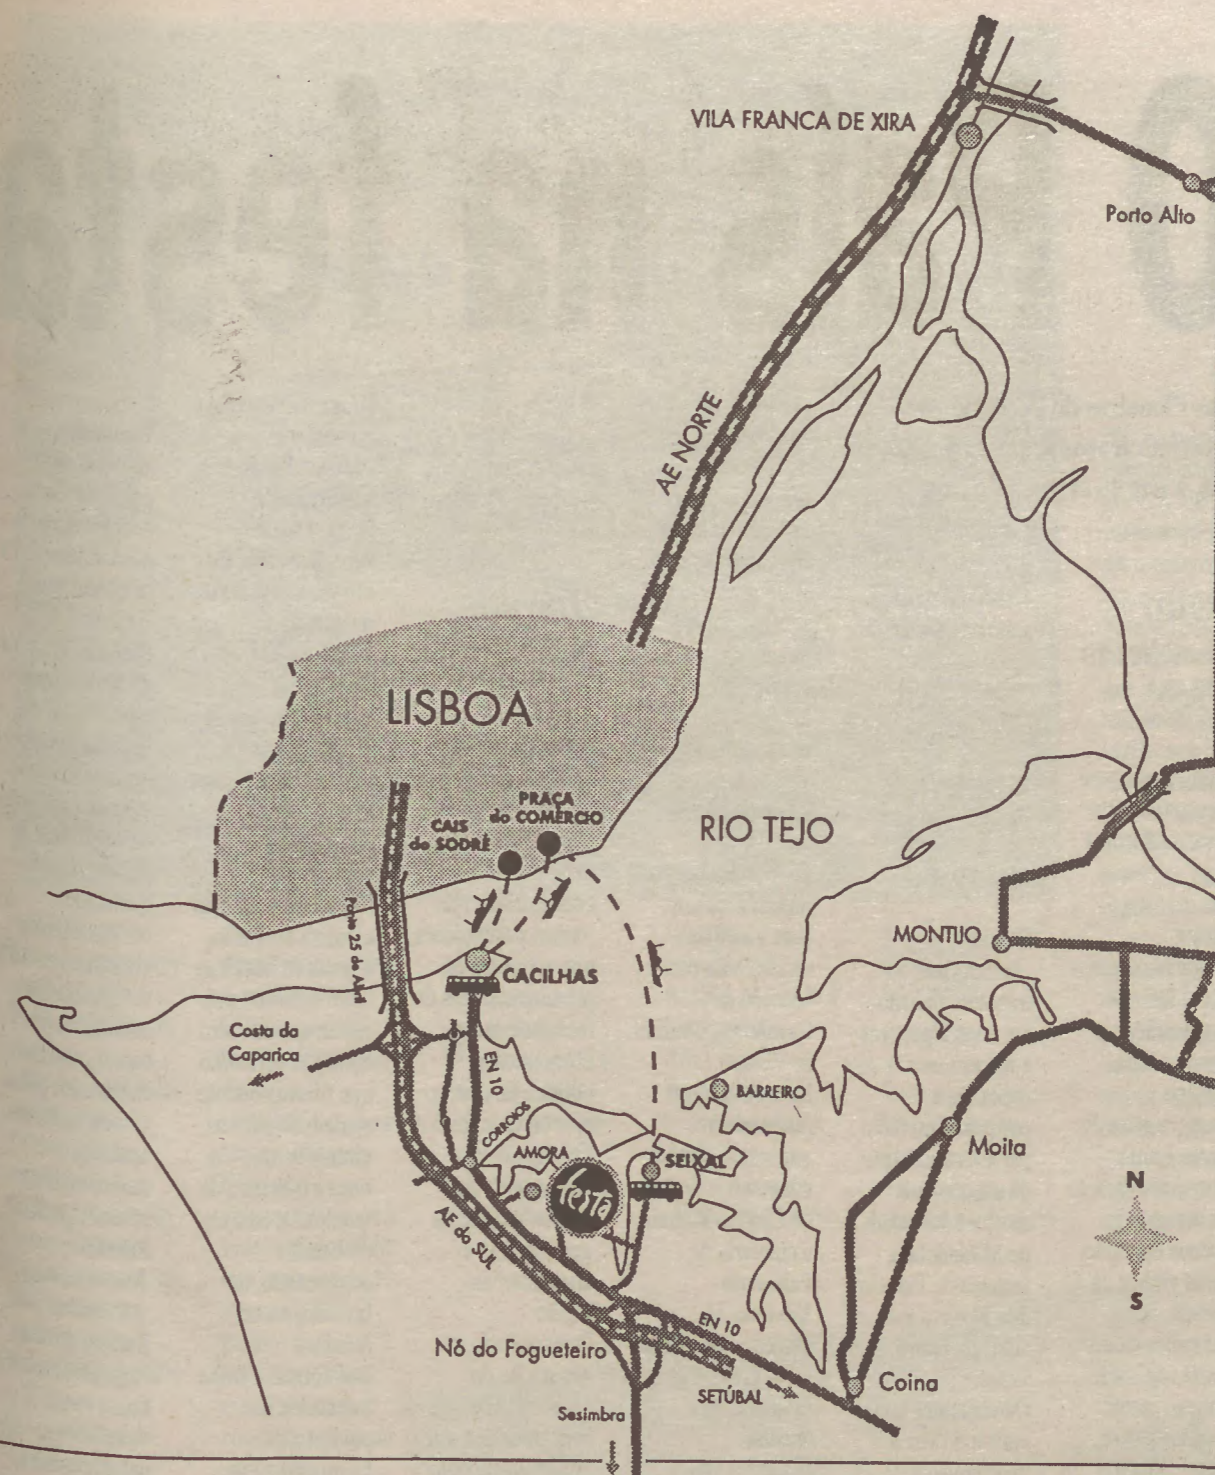 VILA FRANCA DE XIRA
Porto Alto
AE NORTE
LISBOA
PRAÇA
do COMÉRCIO
CAIS
do SODRÉ
RIO TEJO
Ponte 25 de Abril
MONTIJO
CACILHAS
Costa da
Caparica
EN 10
BARREIRO
CORROIOS
AMORA
SEIXAL
Moita
festa
AE do SUL
N
S
EN 10
Nó do Fogueteiro
SETÚBAL
Coina
Sesimbra